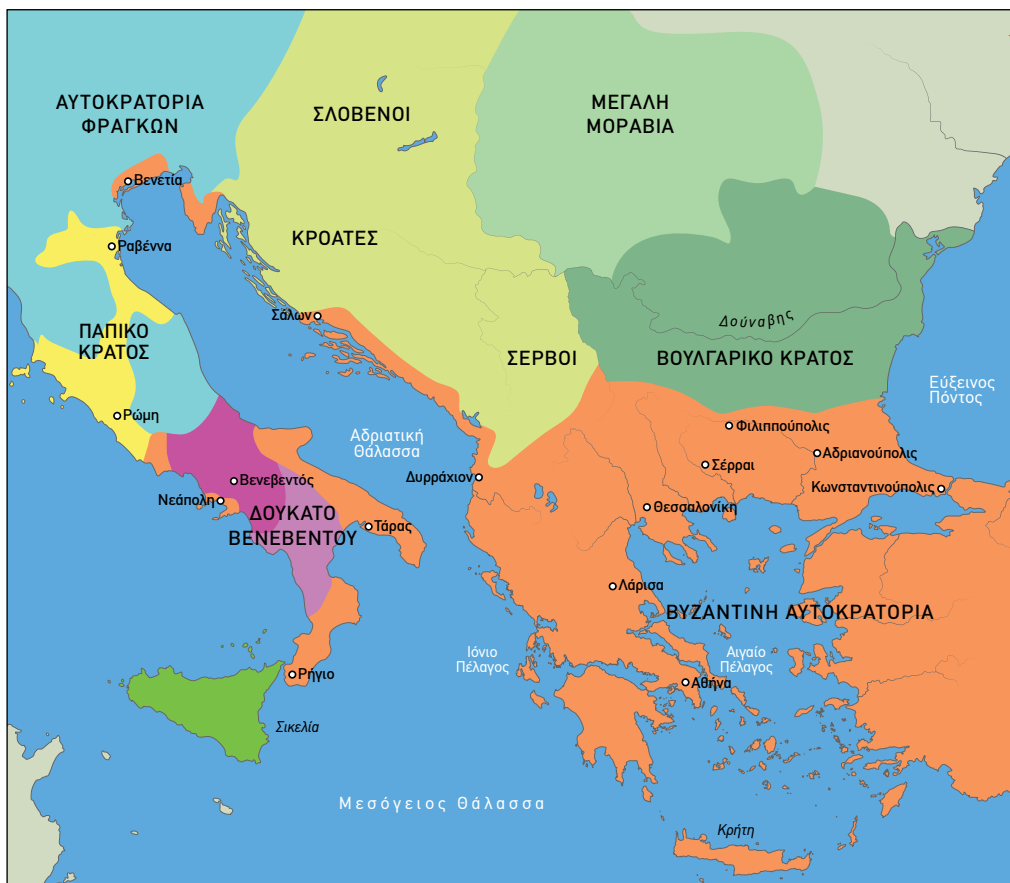 ΑΥΤΟΚΡΑΤΟΡΙΑ
ΦΡΑΓΚΩΝ
ΣΛΟΒΕΝΟΙ
ΜΕΓΑΛΗ
ΜΟΡΑΒΙΑ
Βενετία
Ραβέννα
ΚΡΟΑΤΕΣ
Σάλων
Δούναβης
ΠΑΠΙΚΟ
ΚΡΑΤΟΣ
ΣΕΡΒΟΙ
ΒΟΥΛΓΑΡΙΚΟ ΚΡΑΤΟΣ
Εύξεινος
Πόντος
Ρώμη
Φιλιππούπολις
Αδριατική
Θάλασσα
Αδριανούπολις
Σέρραι
Δυρράχιον
Βενεβεντός
Κωνσταντινούπολις
Νεάπολη
Θεσσαλονίκη
ΔΟΥΚΑΤΟ
ΒΕΝΕΒΕΝΤΟΥ
Τάρας
Λάρισα
ΒΥΖΑΝΤΙΝΗ ΑΥΤΟΚΡΑΤΟΡΙΑ
Ιόνιο
Πέλαγος
Αιγαίο
Πέλαγος
Ρήγιο
Αθήνα
Σικελία
Μεσόγειος Θάλασσα
Κρήτη